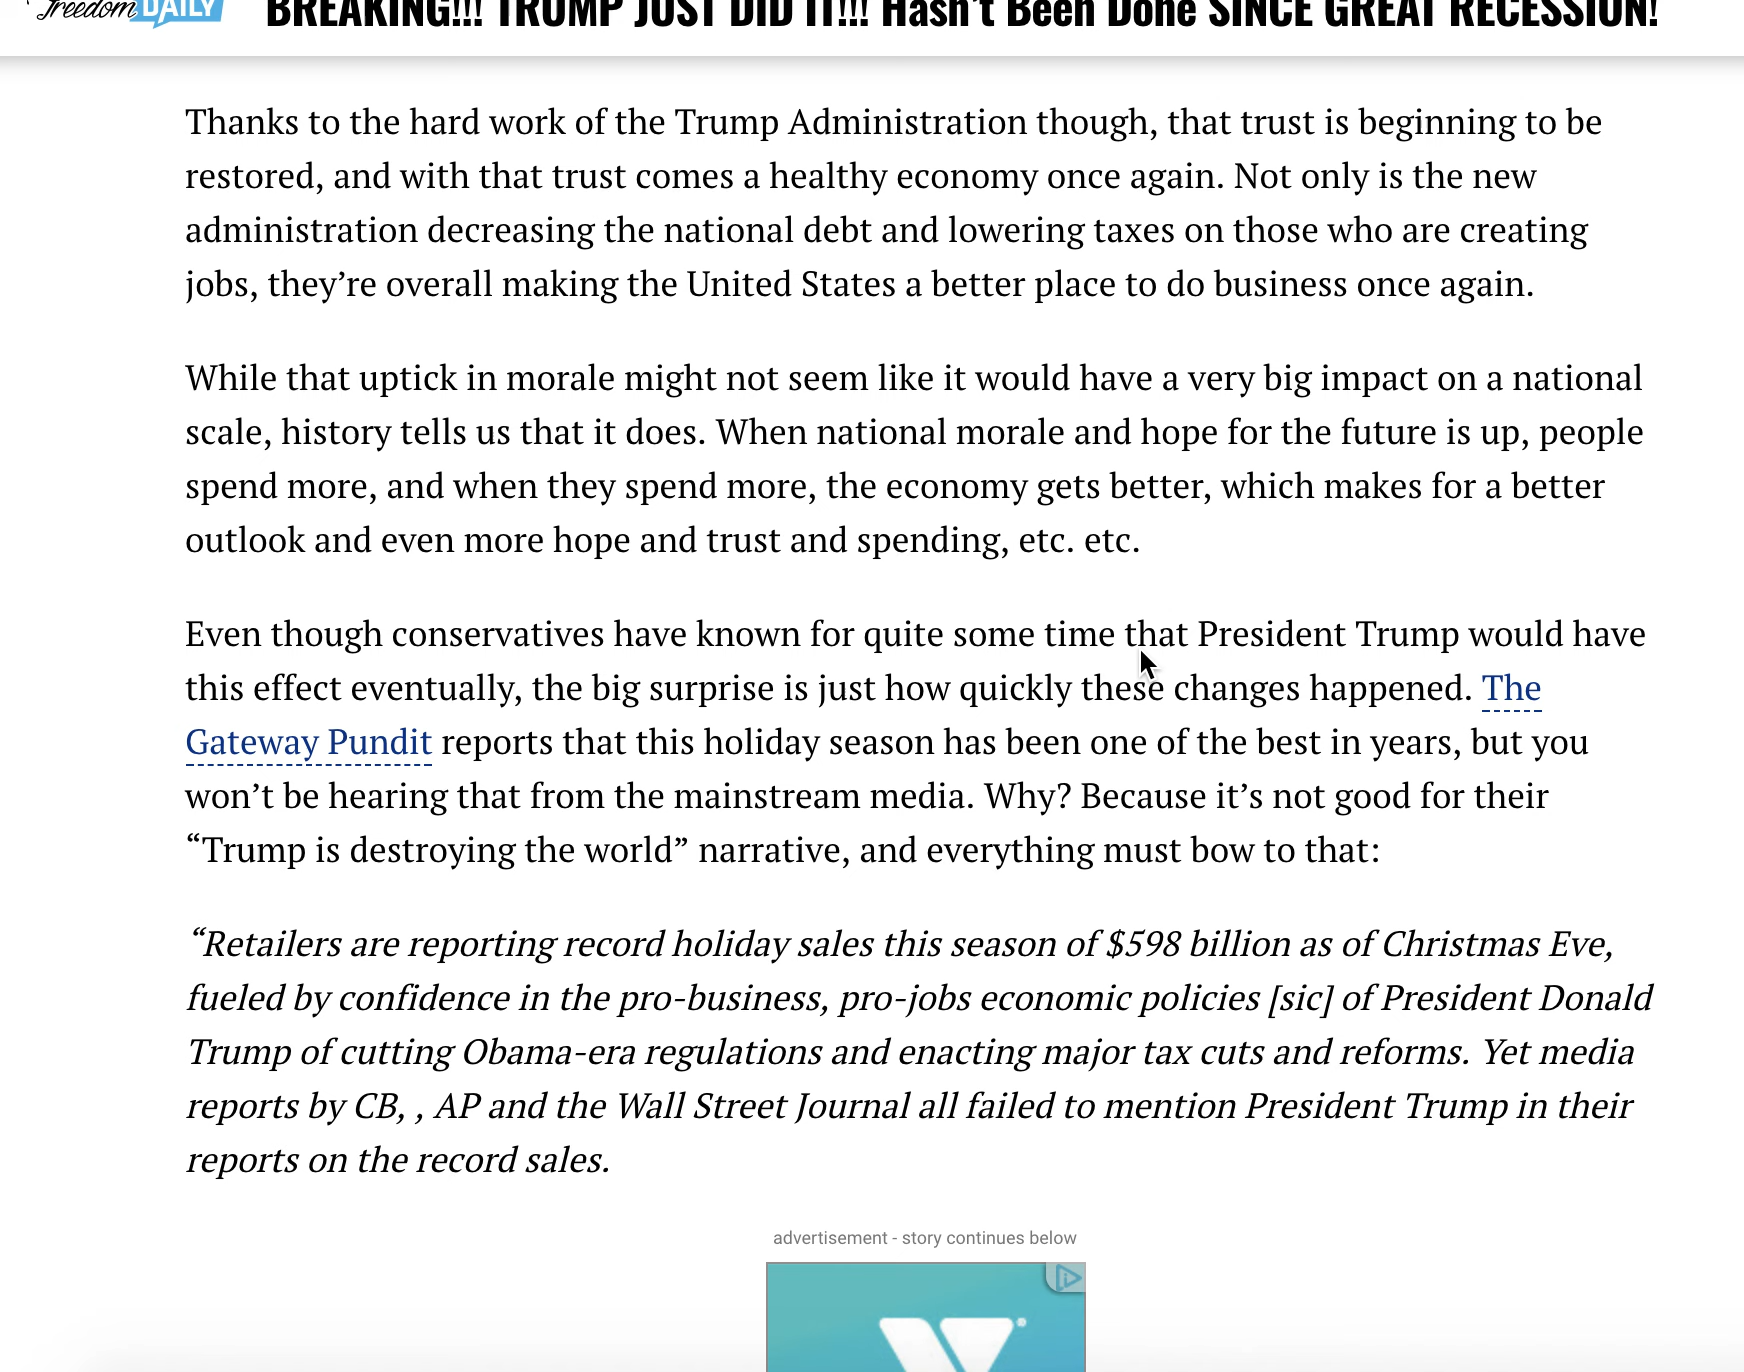 Freedom DAILY
BREAKING!!! TRUMP JUST DID IT!!! Hasn't Been Done SINCE GREAT RECESSION!
Thanks to the hard work of the Trump Administration though, that trust is beginning to be
restored, and with that trust comes a healthy economy once again. Not only is the new
administration decreasing the national debt and lowering taxes on those who are creating
jobs, they’re overall making the United States a better place to do business once again.
While that uptick in morale might not seem like it would have a very big impact on a national
scale, history tells us that it does. When national morale and hope for the future is up, people
spend more, and when they spend more, the economy gets better, which makes for a better
outlook and even more hope and trust and spending, etc. etc.
Even though conservatives have known for quite some time that President Trump would have
this effect eventually, the big surprise is just how quickly these changes happened. The
Gateway Pundit reports that this holiday season has been one of the best in years, but you
won’t be hearing that from the mainstream media. Why? Because it’s not good for their
“Trump is destroying the world” narrative, and everything must bow to that:
“Retailers are reporting record holiday sales this season of $598 billion as of Christmas Eve,
fueled by confidence in the pro-business, pro-jobs economic policies [sic] of President Donald
Trump of cutting Obama-era regulations and enacting major tax cuts and reforms. Yet media
reports by CB, , AP and the Wall Street Journal all failed to mention President Trump in their
reports on the record sales.
advertisement - story continues below